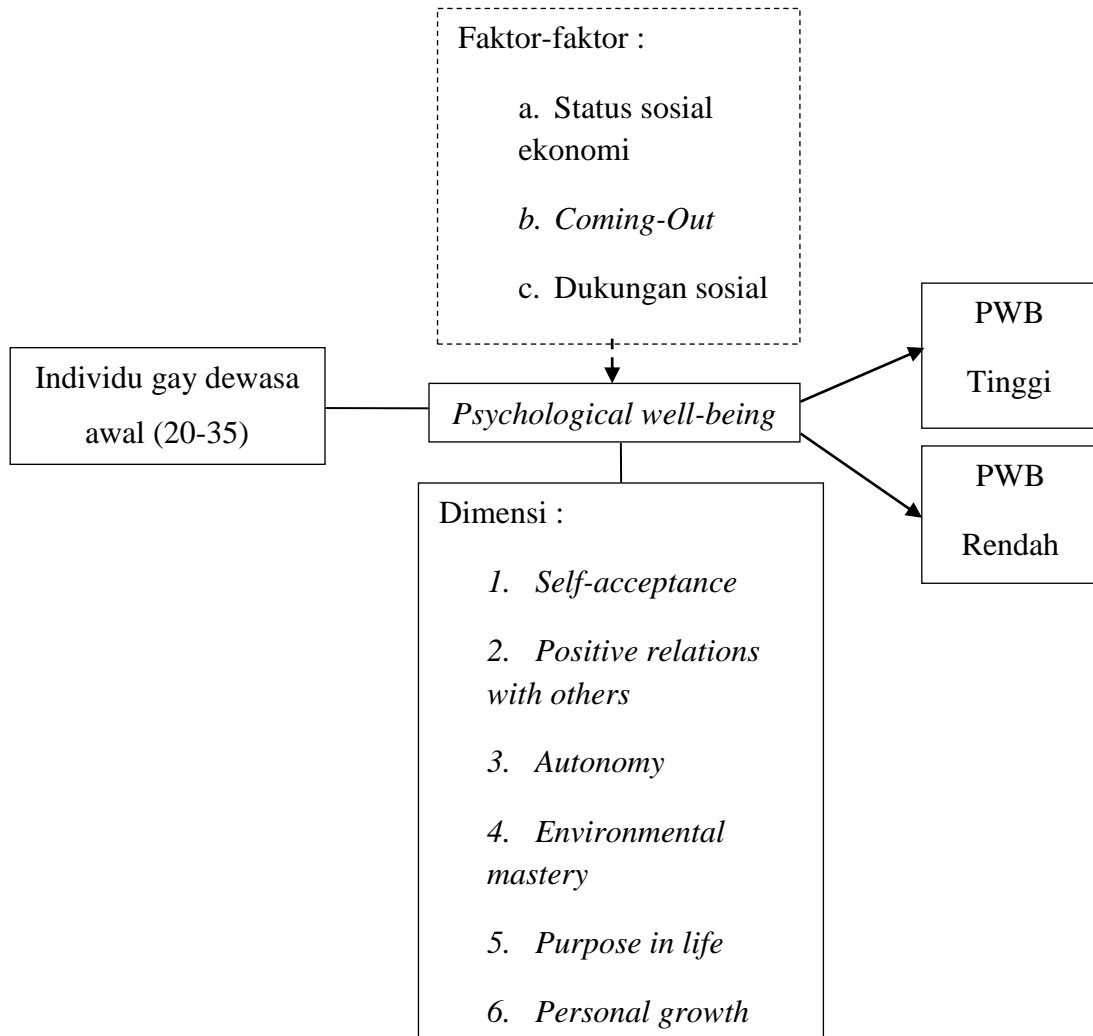 Faktor-faktor :
a. Status sosial
ekonomi
b. Coming-Out
c. Dukungan sosial
Individu gay dewasa
awal (20-35)
Psychological well-being
PWB
Tinggi
PWB
Rendah
Dimensi :
1. Self-acceptance
2. Positive relations
with others
3. Autonomy
4. Environmental
mastery
5. Purpose in life
6. Personal growth